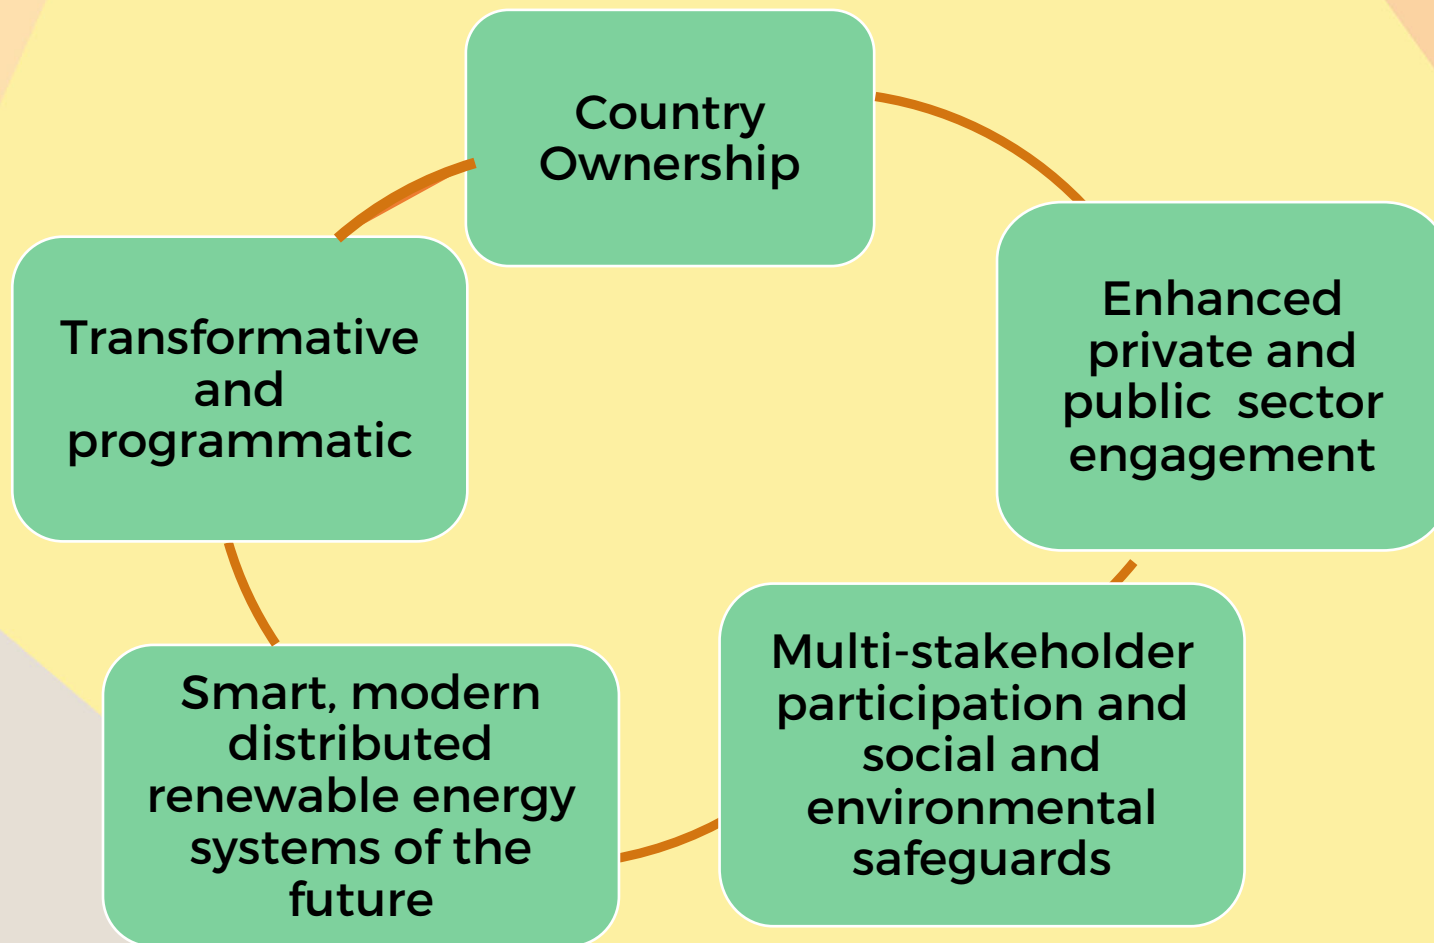 Country
Ownership
Enhanced
private and
public  sector
engagement
Multi-stakeholder
participation and
social and
environmental
safeguards
Smart, modern
distributed
renewable energy
systems of the
future
Transformative
and
programmatic